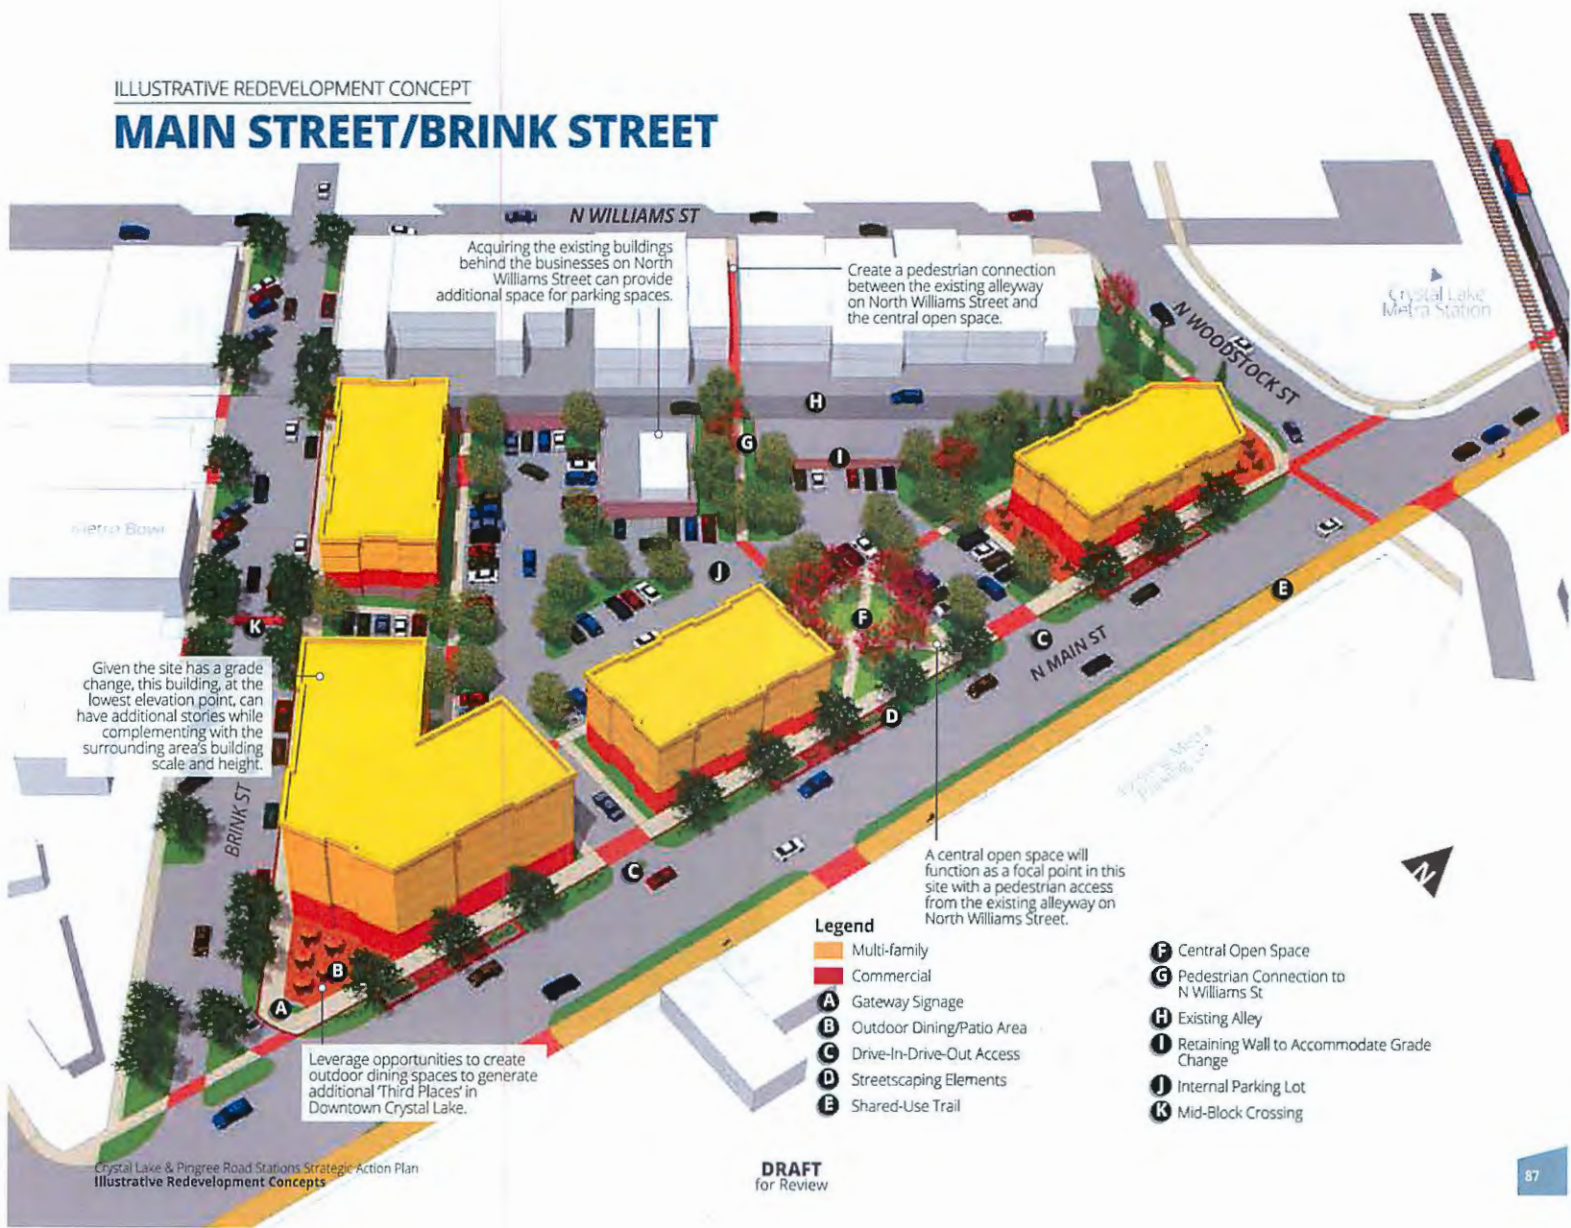 ILLUSTRATIVE REDEVELOPMENT CONCEPT
MAIN STREET/BRINK STREET
N WILLIAMS ST
Acquiring the existing buildings
behind the businesses on North
Williams Street can provide
additional space for parking spaces.
Create a pedestrian connection
between the existing alleyway
on North Williams Street and
the central open space.
Crystal Lake
Metra Station
N WOODSTOCK ST
H
G
I
Metra Bowl
J
E
K
F
C
N MAIN ST
Given the site has a grade
change, this building, at the
lowest elevation point, can
have additional stories while
complementing with the
surrounding area's building
scale and height.
D
BRINK ST
C
A central open space will
function as a focal point in this
site with a pedestrian access
from the existing alleyway on
North Williams Street.
N
B
A
Leverage opportunities to create
outdoor dining spaces to generate
additional 'Third Places' in
Downtown Crystal Lake.
Legend
Multi-family
Commercial
A Gateway Signage
B Outdoor Dining/Patio Area
C Drive-In-Drive-Out Access
D Streetscaping Elements
E Shared-Use Trail
F Central Open Space
G Pedestrian Connection to
N Williams St
H Existing Alley
I Retaining Wall to Accommodate Grade
Change
J Internal Parking Lot
K Mid-Block Crossing
Crystal Lake & Pingree Road Stations Strategic Action Plan
Illustrative Redevelopment Concepts
DRAFT
for Review
87